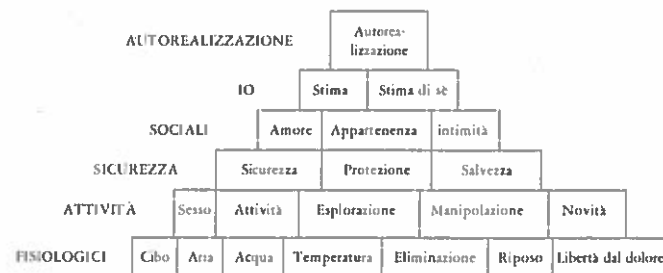 AUTOREALIZZAZIONE Autorea-
lizzazione
IO Stima Stima di sè
SOCIALI Amore Appartenenza intimità
SICUREZZA Sicurezza Protezione Salvezza
ATTIVITÀ Sesso Attività Esplorazione Manipolazione Novità
FISIOLOGICI Cibo Aria Acqua Temperatura Eliminazione Riposo Libertà dal dolore